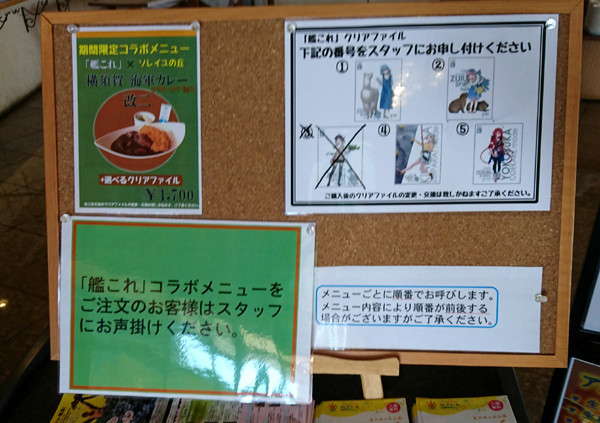 期間限定コラボメニュー
「艦これ」× ソレイユの丘
横須賀 海軍カレー
改二
+選べるクリアファイル
￥1,700
「艦これ」クリアファイル
下記の番号をスタッフにお申し付けください
①
②
③
④
⑤
YOKOSUKA
ご購入後のクリアファイルの変更・交換は致しかねますご了承ください。
「艦これ」コラボメニューを
ご注文のお客様はスタッフ
にお声掛けください。
メニューごとに順番でお呼びします。
メニュー内容により順番が前後する
場合がございますがご了承ください。